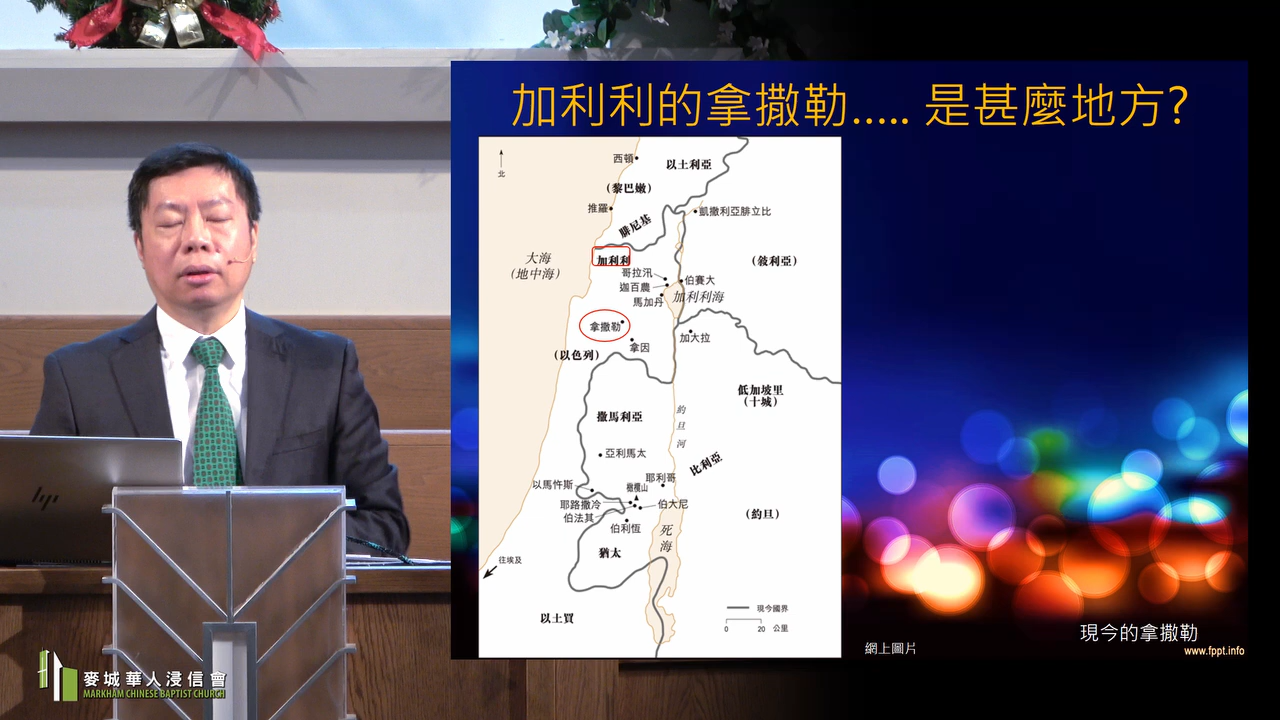 加利利的拿撒勒..... 是甚麼地方?
北
西頓
以土利亞
(黎巴嫩)
推羅
凱撒利亞腓立比
腓尼基
大海
(地中海)
加利利
(敍利亞)
哥拉汛
伯賽大
迦百農
馬加丹
加利利海
拿撒勒
加大拉
拿因
(以色列)
低加坡里
(十城)
撒馬利亞
約旦河
亞利馬太
比利亞
耶利哥
以馬忤斯
橄欖山
耶路撒冷
伯大尼
伯法其
伯利恆
(約旦)
死海
猶太
往埃及
以土買
現今國界
0 20 公里
現今的拿撒勒
網上圖片
www.fppt.info
hp
麥城華人浸信會
MARKHAM CHINESE BAPTIST CHURCH